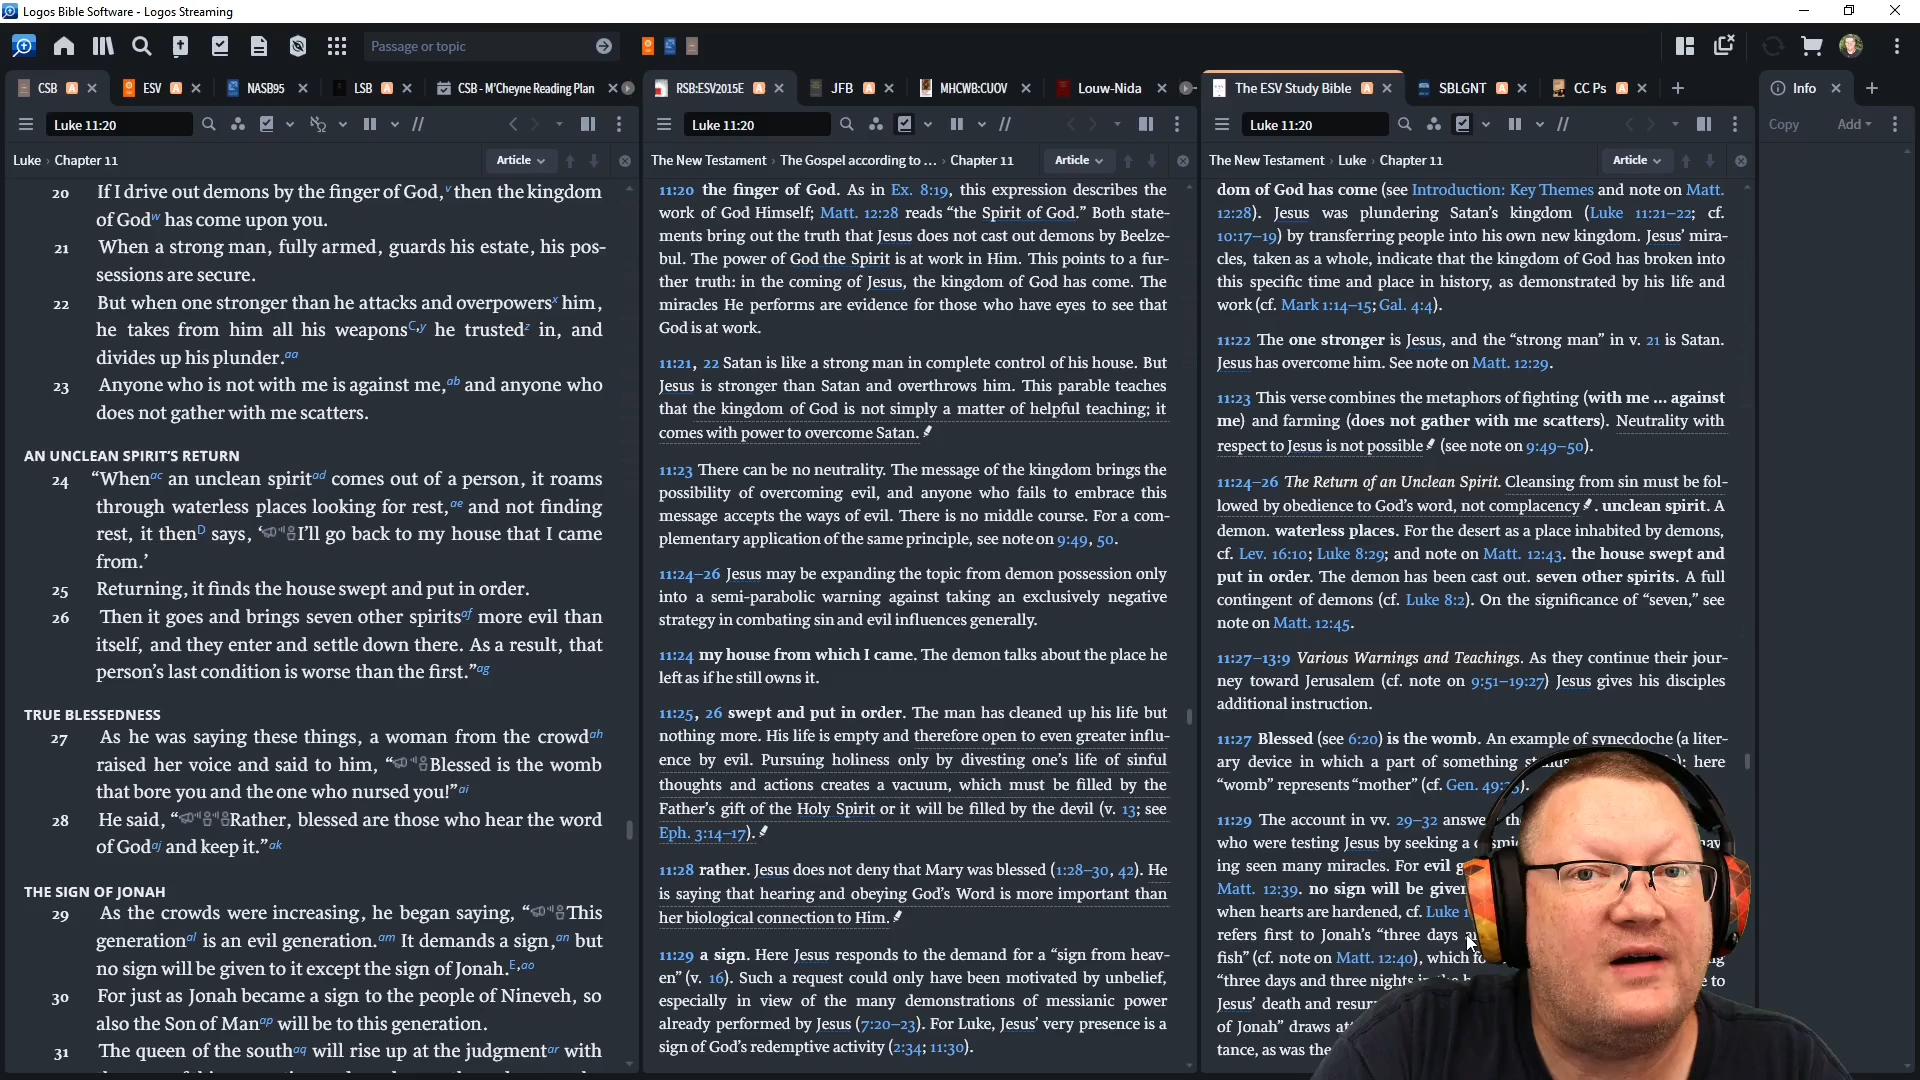 Logos Bible Software - Logos Streaming
Passage or topic
CSB A
ESV A
NASB95
LSB A
CSB - M'Cheyne Reading Plan
Luke 11:20
Luke › Chapter 11
Article
20 If I drive out demons by the finger of God,v then the kingdom
of Godw has come upon you.
21 When a strong man, fully armed, guards his estate, his pos-
sessions are secure.
22 But when one stronger than he attacks and overpowersx him,
he takes from him all his weaponsC,y he trustedz in, and
divides up his plunder.aa
23 Anyone who is not with me is against me,ab and anyone who
does not gather with me scatters.
AN UNCLEAN SPIRIT'S RETURN
24 “Whenac an unclean spiritad comes out of a person, it roams
through waterless places looking for rest,ae and not finding
rest, it thenD says, ‘I’ll go back to my house that I came
from.’
25 Returning, it finds the house swept and put in order.
26 Then it goes and brings seven other spiritsaf more evil than
itself, and they enter and settle down there. As a result, that
person’s last condition is worse than the first.”ag
TRUE BLESSEDNESS
27 As he was saying these things, a woman from the crowdah
raised her voice and said to him, “Blessed is the womb
that bore you and the one who nursed you!”ai
28 He said, “Rather, blessed are those who hear the word
of Godaj and keep it.”ak
THE SIGN OF JONAH
29 As the crowds were increasing, he began saying, “This
generational is an evil generation.am It demands a sign,an but
no sign will be given to it except the sign of Jonah.E,ao
30 For just as Jonah became a sign to the people of Nineveh, so
also the Son of Manap will be to this generation.
31 The queen of the southaq will rise up at the judgmentar with
RSB:ESV2015E A
JFB A
MHCWB:CUOV
Louw-Nida
Luke 11:20
The New Testament › The Gospel according to ... › Chapter 11
Article
11:20 the finger of God. As in Ex. 8:19, this expression describes the
work of God Himself; Matt. 12:28 reads “the Spirit of God.” Both state-
ments bring out the truth that Jesus does not cast out demons by Beelze-
bul. The power of God the Spirit is at work in Him. This points to a fur-
ther truth: in the coming of Jesus, the kingdom of God has come. The
miracles He performs are evidence for those who have eyes to see that
God is at work.
11:21, 22 Satan is like a strong man in complete control of his house. But
Jesus is stronger than Satan and overthrows him. This parable teaches
that the kingdom of God is not simply a matter of helpful teaching; it
comes with power to overcome Satan.
11:23 There can be no neutrality. The message of the kingdom brings the
possibility of overcoming evil, and anyone who fails to embrace this
message accepts the ways of evil. There is no middle course. For a com-
plementary application of the same principle, see note on 9:49, 50.
11:24–26 Jesus may be expanding the topic from demon possession only
into a semi-parabolic warning against taking an exclusively negative
strategy in combating sin and evil influences generally.
11:24 my house from which I came. The demon talks about the place he
left as if he still owns it.
11:25, 26 swept and put in order. The man has cleaned up his life but
nothing more. His life is empty and therefore open to even greater influ-
ence by evil. Pursuing holiness only by divesting one’s life of sinful
thoughts and actions creates a vacuum, which must be filled by the
Father’s gift of the Holy Spirit or it will be filled by the devil (v. 13; see
Eph. 3:14–17).
11:28 rather. Jesus does not deny that Mary was blessed (1:28–30, 42). He
is saying that hearing and obeying God’s Word is more important than
her biological connection to Him.
11:29 a sign. Here Jesus responds to the demand for a “sign from heav-
en” (v. 16). Such a request could only have been motivated by unbelief,
especially in view of the many demonstrations of messianic power
already performed by Jesus (7:20–23). For Luke, Jesus’ very presence is a
sign of God’s redemptive activity (2:34; 11:30).
The ESV Study Bible A
SBLGNT A
CC Ps A
Luke 11:20
The New Testament › Luke › Chapter 11
Article
dom of God has come (see Introduction: Key Themes and note on Matt.
12:28). Jesus was plundering Satan’s kingdom (Luke 11:21–22; cf.
10:17–19) by transferring people into his own new kingdom. Jesus’ mira-
cles, taken as a whole, indicate that the kingdom of God has broken into
this specific time and place in history, as demonstrated by his life and
work (cf. Mark 1:14–15; Gal. 4:4).
11:22 The one stronger is Jesus, and the “strong man” in v. 21 is Satan.
Jesus has overcome him. See note on Matt. 12:29.
11:23 This verse combines the metaphors of fighting (with me ... against
me) and farming (does not gather with me scatters). Neutrality with
respect to Jesus is not possible (see note on 9:49–50).
11:24–26 The Return of an Unclean Spirit. Cleansing from sin must be fol-
lowed by obedience to God’s word, not complacency. unclean spirit. A
demon. waterless places. For the desert as a place inhabited by demons,
cf. Lev. 16:10; Luke 8:29; and note on Matt. 12:43. the house swept and
put in order. The demon has been cast out. seven other spirits. A full
contingent of demons (cf. Luke 8:2). On the significance of “seven,” see
note on Matt. 12:45.
11:27–13:9 Various Warnings and Teachings. As they continue their jour-
ney toward Jerusalem (cf. note on 9:51–19:27) Jesus gives his disciples
additional instruction.
11:27 Blessed (see 6:20) is the womb. An example of synecdoche (a liter-
ary device in which a part of something here
“womb” represents “mother” (cf. Gen.
11:29 The account in vv. 29–32
who were testing Jesus by seeking a
ing seen many miracles. For evil
Matt. 12:39. no sign will be given
when hearts are hardened, cf. Luke
refers first to Jonah’s “three days
fish” (cf. note on Matt. 12:40), which
“three days and three nights to
Jesus’ death and
of Jonah” draws
tance, as was the
Info
Copy
Add